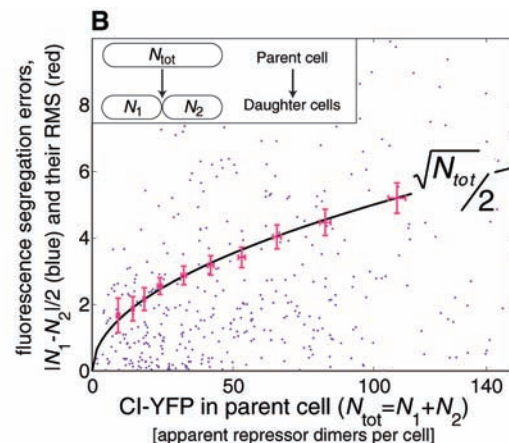 B
N_tot
N_1 N_2
Parent cell
Daughter cells
fluorescence segregation errors,
|N_1-N_2|/2 (blue) and their RMS (red)
8
6
4
2
0
√N_tot/2
0 50 100 150
CI-YFP in parent cell (N_tot=N_1+N_2)
[apparent repressor dimers per cell]